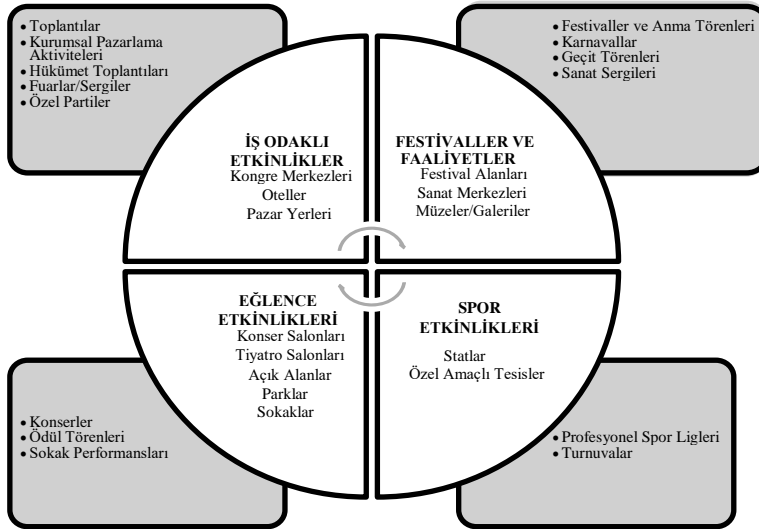 • Toplantılar
• Kurumsal Pazarlama
Aktiviteleri
• Hükümet Toplantıları
• Fuarlar/Sergiler
• Özel Partiler
• Festivaller ve Anma Törenleri
• Karnavallar
• Geçit Törenleri
• Sanat Sergileri
İŞ ODAKLI
ETKİNLİKLER
Kongre Merkezleri
Oteller
Pazar Yerleri
FESTİVALLER VE
FAALİYETLER
Festival Alanları
Sanat Merkezleri
Müzeler/Galeriler
EĞLENCE
ETKİNLİKLERİ
Konser Salonları
Tiyatro Salonları
Açık Alanlar
Parklar
Sokaklar
SPOR
ETKİNLİKLERİ
Statlar
Özel Amaçlı Tesisler
• Konserler
• Ödül Törenleri
• Sokak Performansları
• Profesyonel Spor Ligleri
• Turnuvalar